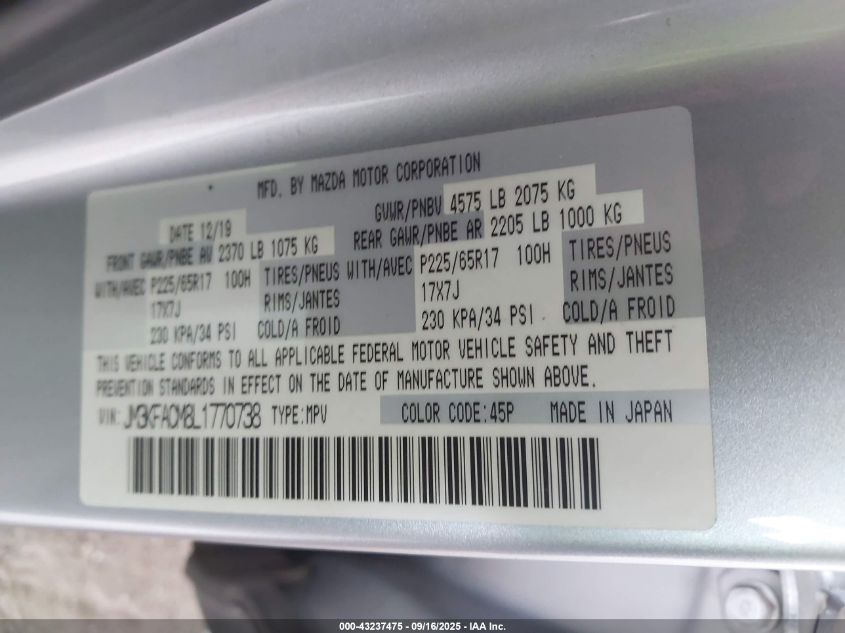 MFD. BY MAZDA MOTOR CORPORATION
DATE 12/19 GVWR/PNBV 4575 LB 2075 KG
FRONT GAWR/PNBE AV 2370 LB 1075 KG REAR GAWR/PNBE AR 2205 LB 1000 KG
WITH/AVEC P225/65R17 100H TIRES/PNEUS WITH/AVEC P225/65R17 100H TIRES/PNEUS
17X7J RIMS/JANTES 17X7J RIMS/JANTES
230 KPA/34 PSI COLD/A FROID 230 KPA/34 PSI COLD/A FROID
THIS VEHICLE CONFORMS TO ALL APPLICABLE FEDERAL MOTOR VEHICLE SAFETY AND THEFT
PREVENTION STANDARDS IN EFFECT ON THE DATE OF MANUFACTURE SHOWN ABOVE.
VIN: JM3KFACM8L1770738 TYPE:MPV COLOR CODE:45P MADE IN JAPAN
000-43237475 - 09/16/2025 - IAA Inc.